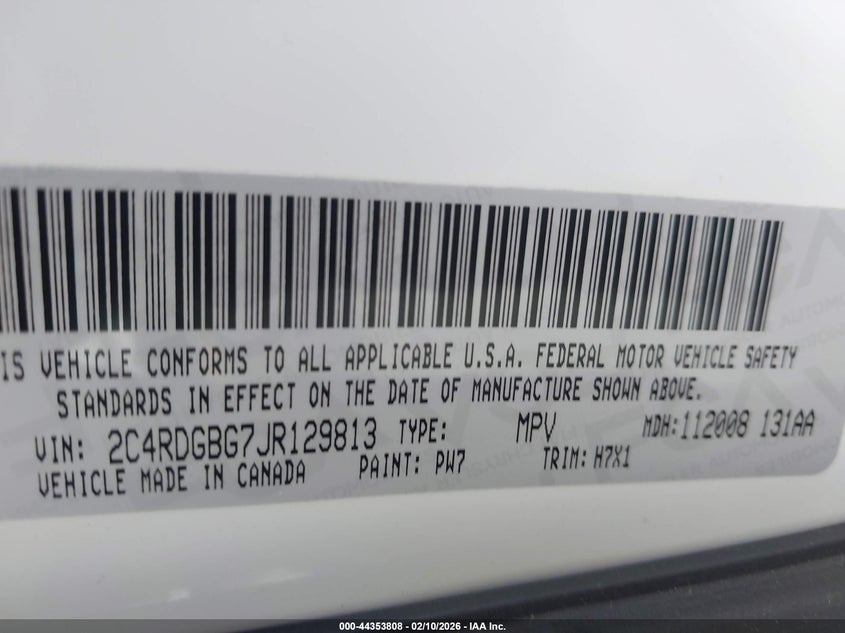 IS VEHICLE CONFORMS TO ALL APPLICABLE U.S.A. FEDERAL MOTOR VEHICLE SAFETY
STANDARDS IN EFFECT ON THE DATE OF MANUFACTURE SHOWN ABOVE.
VIN: 2C4RDGBG7JR129813 TYPE: MPV MDH:112008 131AA
VEHICLE MADE IN CANADA PAINT: PW7 TRIM: H7X1
000-44353808 - 02/10/2026 - IAA Inc.